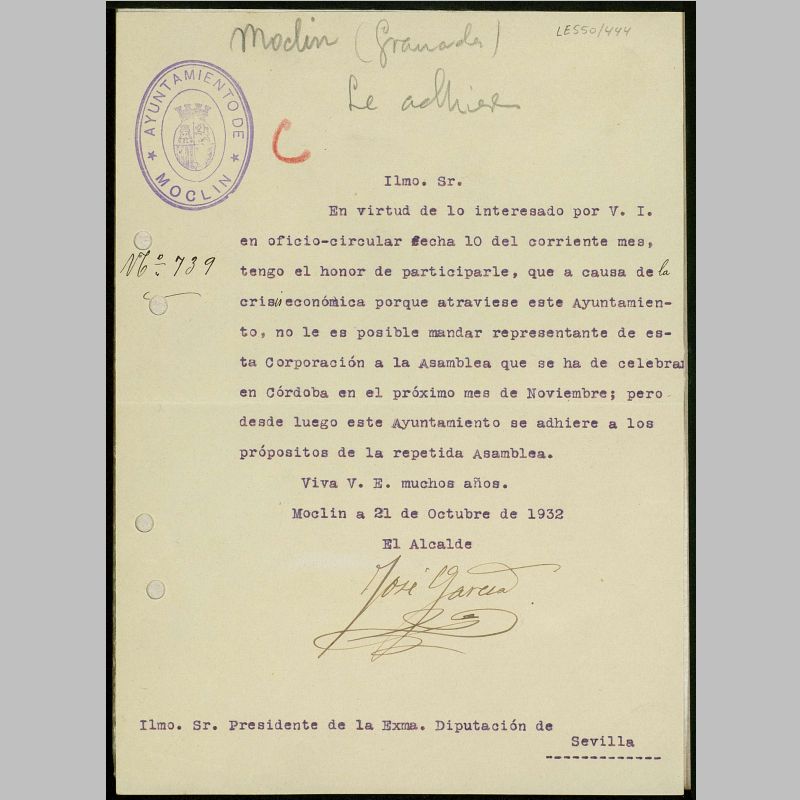 Moclin (Granada)
LE550/444
Se adhiere
AYUNTAMIENTO DE
MOCLIN
C
Ilmo. Sr.
En virtud de lo interesado por V. I.
en oficio-circular fecha 10 del corriente mes,
Nº. 739
tengo el honor de participarle, que a causa de la
crisis económica porque atraviese este Ayuntamien-
to, no le es posible mandar representante de es-
ta Corporación a la Asamblea que se ha de celebrar
en Córdoba en el próximo mes de Noviembre; pero
desde luego este Ayuntamiento se adhiere a los
própositos de la repetida Asamblea.
Viva V. E. muchos años.
Moclin a 21 de Octubre de 1932
El Alcalde
José Garcia
Ilmo. Sr. Presidente de la Exma. Diputación de
Sevilla